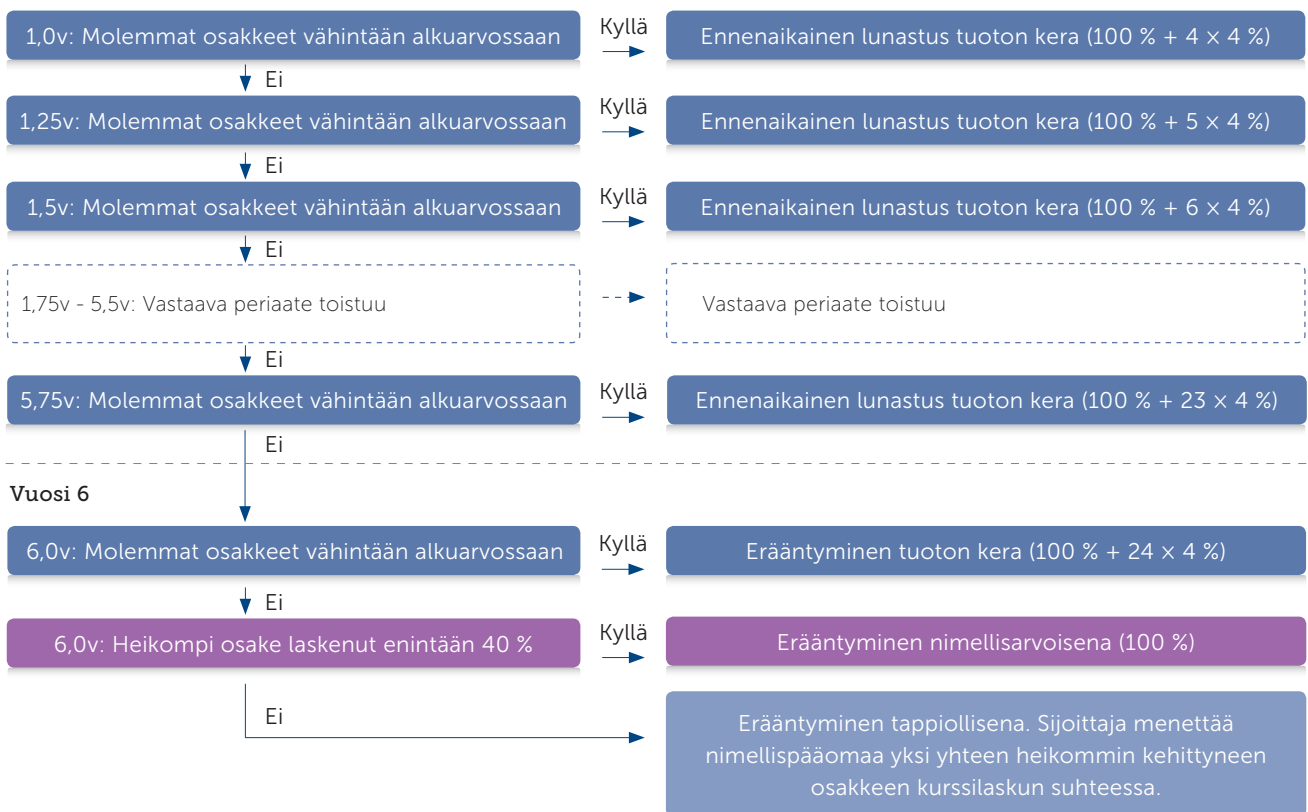 1,0v: Molemmat osakkeet vähintään alkuarvossaan
Kyllä
Ennenaikainen lunastus tuoton kera (100 % + 4 × 4 %)
Ei
1,25v: Molemmat osakkeet vähintään alkuarvossaan
Kyllä
Ennenaikainen lunastus tuoton kera (100 % + 5 × 4 %)
Ei
1,5v: Molemmat osakkeet vähintään alkuarvossaan
Kyllä
Ennenaikainen lunastus tuoton kera (100 % + 6 × 4 %)
Ei
1,75v - 5,5v: Vastaava periaate toistuu
Vastaava periaate toistuu
Ei
5,75v: Molemmat osakkeet vähintään alkuarvossaan
Kyllä
Ennenaikainen lunastus tuoton kera (100 % + 23 × 4 %)
Ei
Vuosi 6
6,0v: Molemmat osakkeet vähintään alkuarvossaan
Kyllä
Erääntyminen tuoton kera (100 % + 24 × 4 %)
Ei
6,0v: Heikompi osake laskenut enintään 40 %
Kyllä
Erääntyminen nimellisarvoisena (100 %)
Ei
Erääntyminen tappiollisena. Sijoittaja menettää
nimellispääomaa yksi yhteen heikommin kehittyneen
osakkeen kurssilaskun suhteessa.